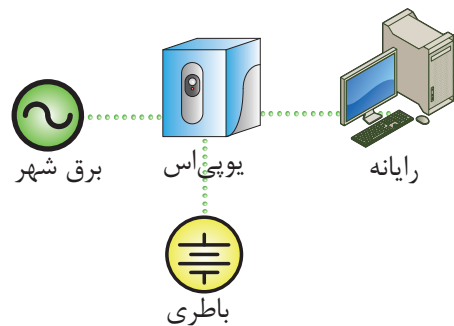 رایانه
یوپی‌اس
برق شهر
باطری